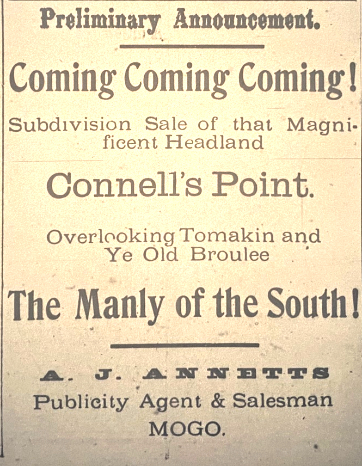 Preliminary Announcement.
Coming Coming Coming!
Subdivision Sale of that Magni-
ficent Headland
Connell's Point.
Overlooking Tomakin and
Ye Old Broulee
The Manly of the South!
A. J. ANNETTS
Publicity Agent & Salesman
MOGO.